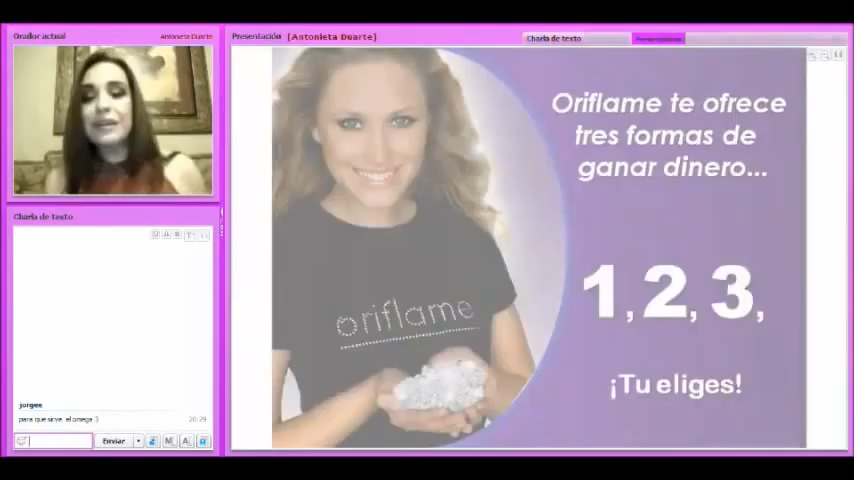 Orador actual
Antonieta Duarte
Presentación [Antonieta Duarte]
Charla de texto
Oriflame te ofrece
tres formas de
ganar dinero...
oriflame
1, 2, 3,
¡Tu eliges!
Charla de texto
jorgee
para que sirve el omega 3
20:29
Enviar